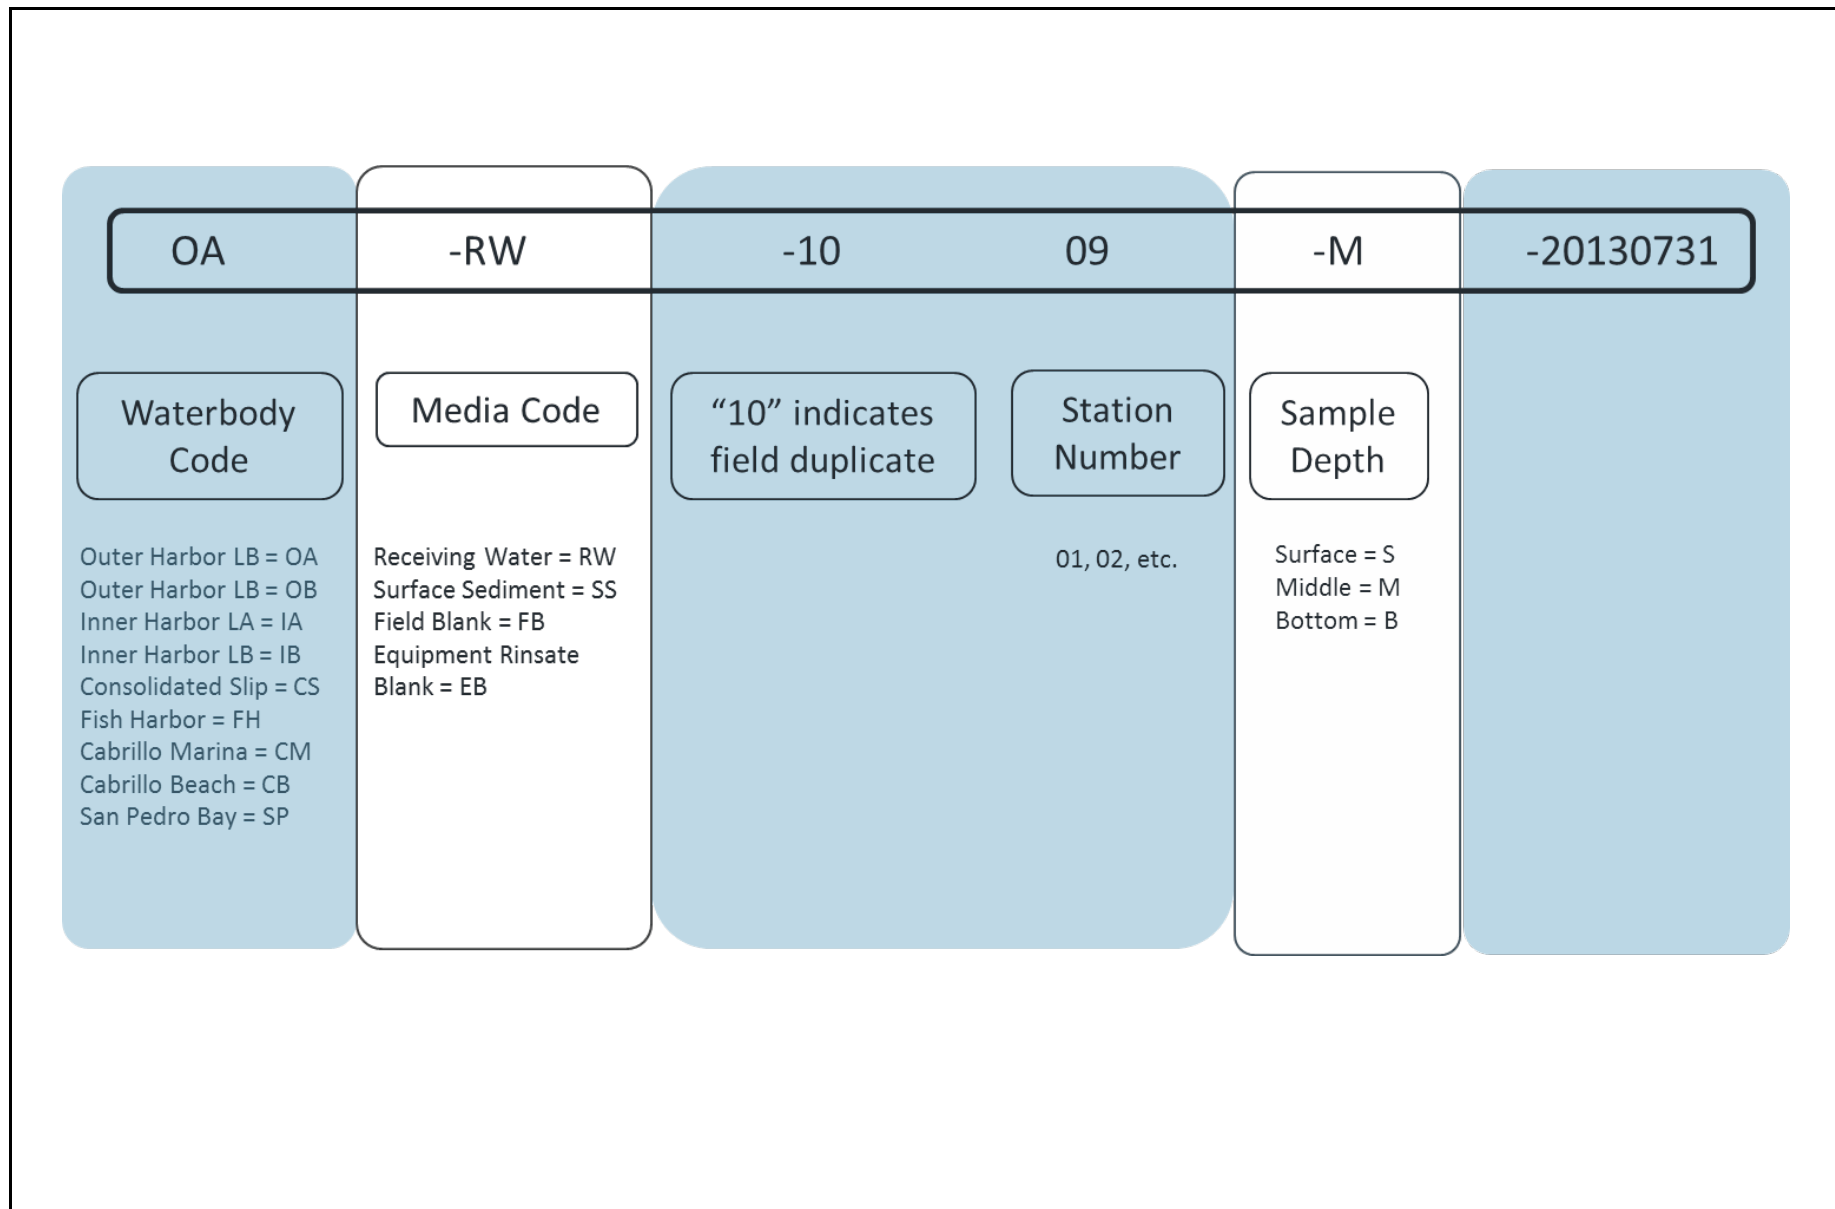 OA -RW -10 09 -M -20130731
Waterbody
Code
Media Code
“10” indicates
field duplicate
Station
Number
Sample
Depth
Outer Harbor LB = OA
Outer Harbor LB = OB
Inner Harbor LA = IA
Inner Harbor LB = IB
Consolidated Slip = CS
Fish Harbor = FH
Cabrillo Marina = CM
Cabrillo Beach = CB
San Pedro Bay = SP
Receiving Water = RW
Surface Sediment = SS
Field Blank = FB
Equipment Rinsate
Blank = EB
01, 02, etc.
Surface = S
Middle = M
Bottom = B